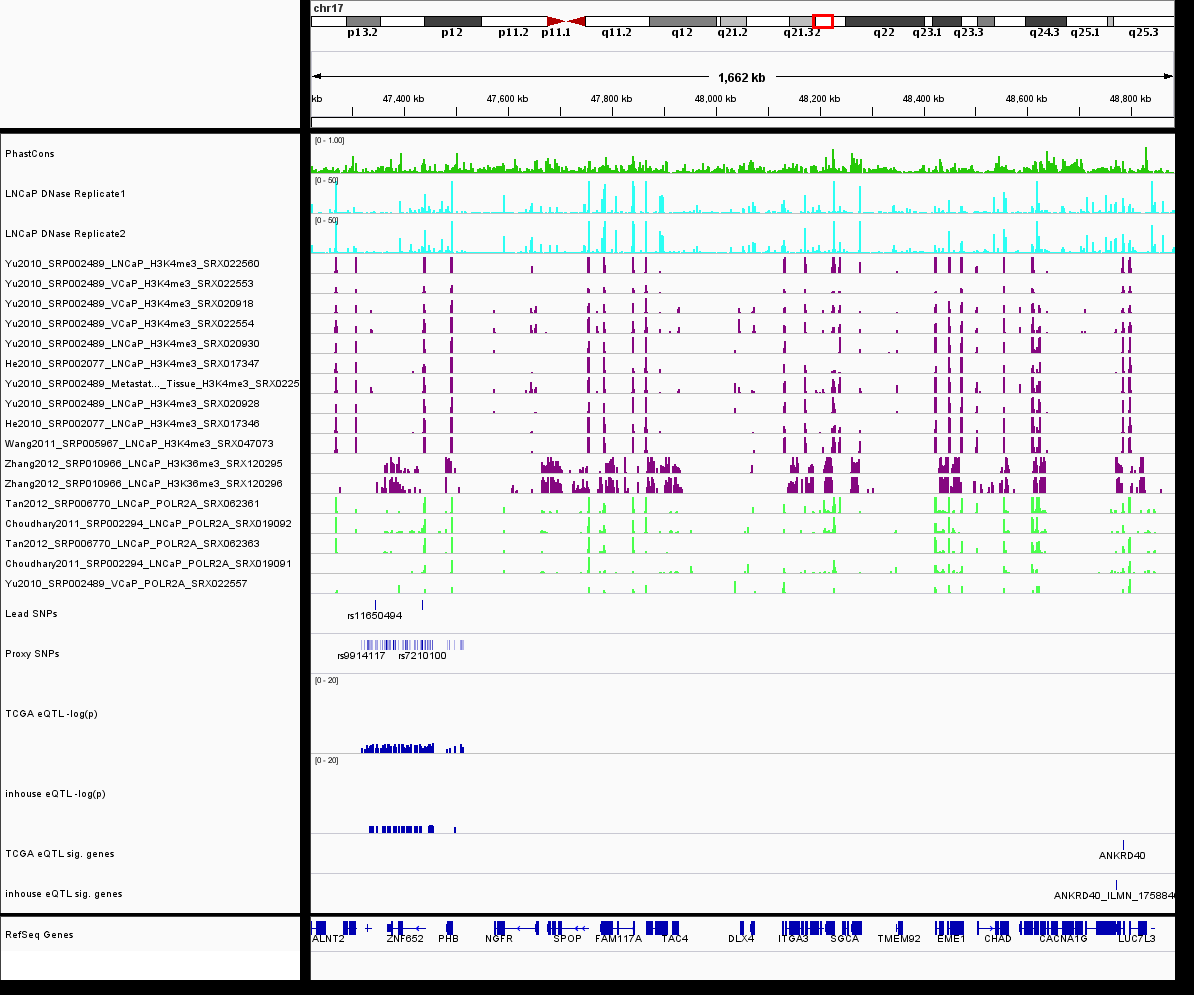 chr17
p13.2 p12 p11.2 p11.1 q11.2 q12 q21.2 q21.32 q22 q23.1 q23.3 q24.3 q25.1 q25.3
1,662 kb
kb 47,400 kb 47,600 kb 47,800 kb 48,000 kb 48,200 kb 48,400 kb 48,600 kb 48,800 kb
[0 - 1.00]
PhastCons
[0 - 50]
LNCaP DNase Replicate1
[0 - 50]
LNCaP DNase Replicate2
Yu2010_SRP002489_LNCaP_H3K4me3_SRX022560
Yu2010_SRP002489_VCaP_H3K4me3_SRX022553
Yu2010_SRP002489_VCaP_H3K4me3_SRX020918
Yu2010_SRP002489_VCaP_H3K4me3_SRX022554
Yu2010_SRP002489_LNCaP_H3K4me3_SRX020930
He2010_SRP002077_LNCaP_H3K4me3_SRX017347
Yu2010_SRP002489_Metastat..._Tissue_H3K4me3_SRX0225
Yu2010_SRP002489_LNCaP_H3K4me3_SRX020928
He2010_SRP002077_LNCaP_H3K4me3_SRX017346
Wang2011_SRP005967_LNCaP_H3K4me3_SRX047073
Zhang2012_SRP010966_LNCaP_H3K36me3_SRX120295
Zhang2012_SRP010966_LNCaP_H3K36me3_SRX120296
Tan2012_SRP006770_LNCaP_POLR2A_SRX062361
Choudhary2011_SRP002294_LNCaP_POLR2A_SRX019092
Tan2012_SRP006770_LNCaP_POLR2A_SRX062363
Choudhary2011_SRP002294_LNCaP_POLR2A_SRX019091
Yu2010_SRP002489_VCaP_POLR2A_SRX022557
Lead SNPs
rs11650494
Proxy SNPs
rs9914117 rs7210100
[0 - 20]
TCGA eQTL -log(p)
[0 - 20]
inhouse eQTL -log(p)
TCGA eQTL sig. genes
ANKRD40
inhouse eQTL sig. genes
ANKRD40_ILMN_175884
RefSeq Genes
ALNT2 ZNF652 PHB NGFR SPOP FAM117A TAC4 DLX4 ITGA3 SGCA TMEM92 EME1 CHAD CACNA1G LUC7L3